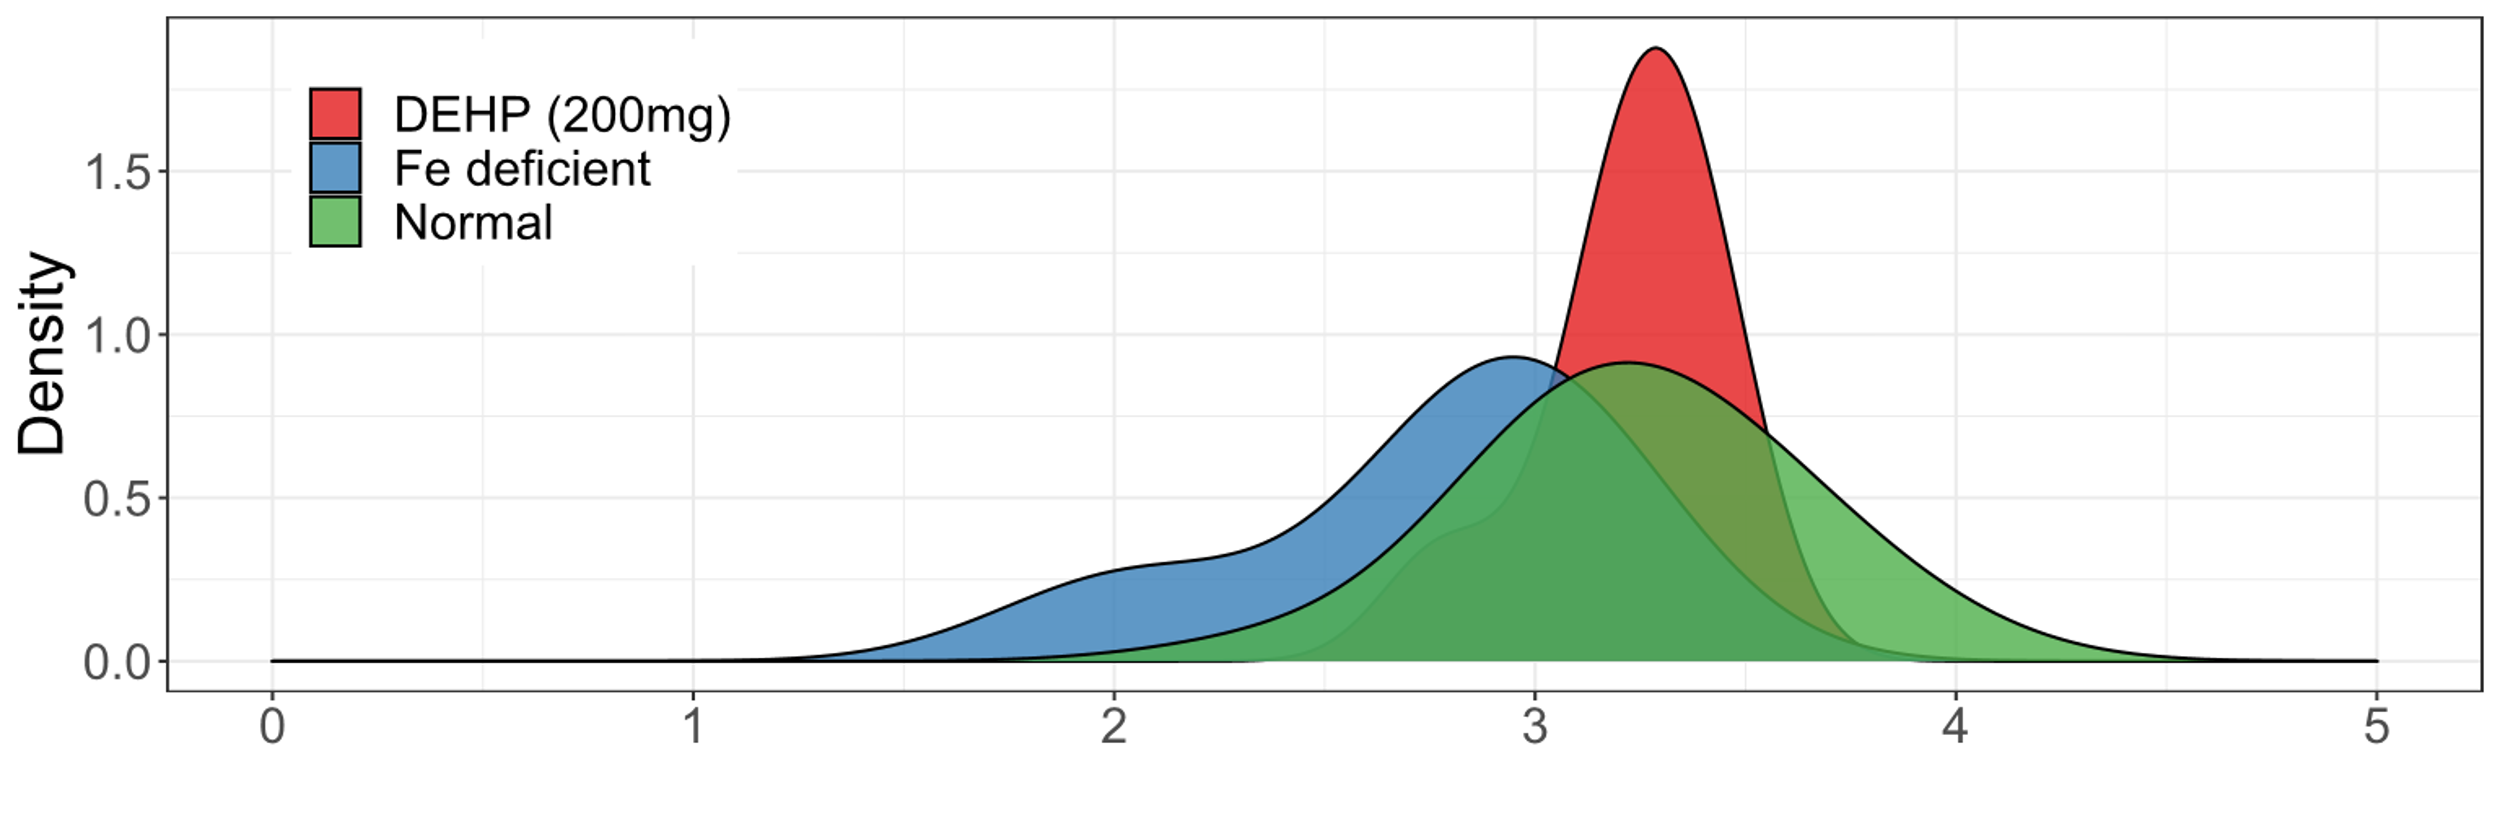 DEHP (200mg)
Fe deficient
Normal
Density
1.5
1.0
0.5
0.0
0 1 2 3 4 5